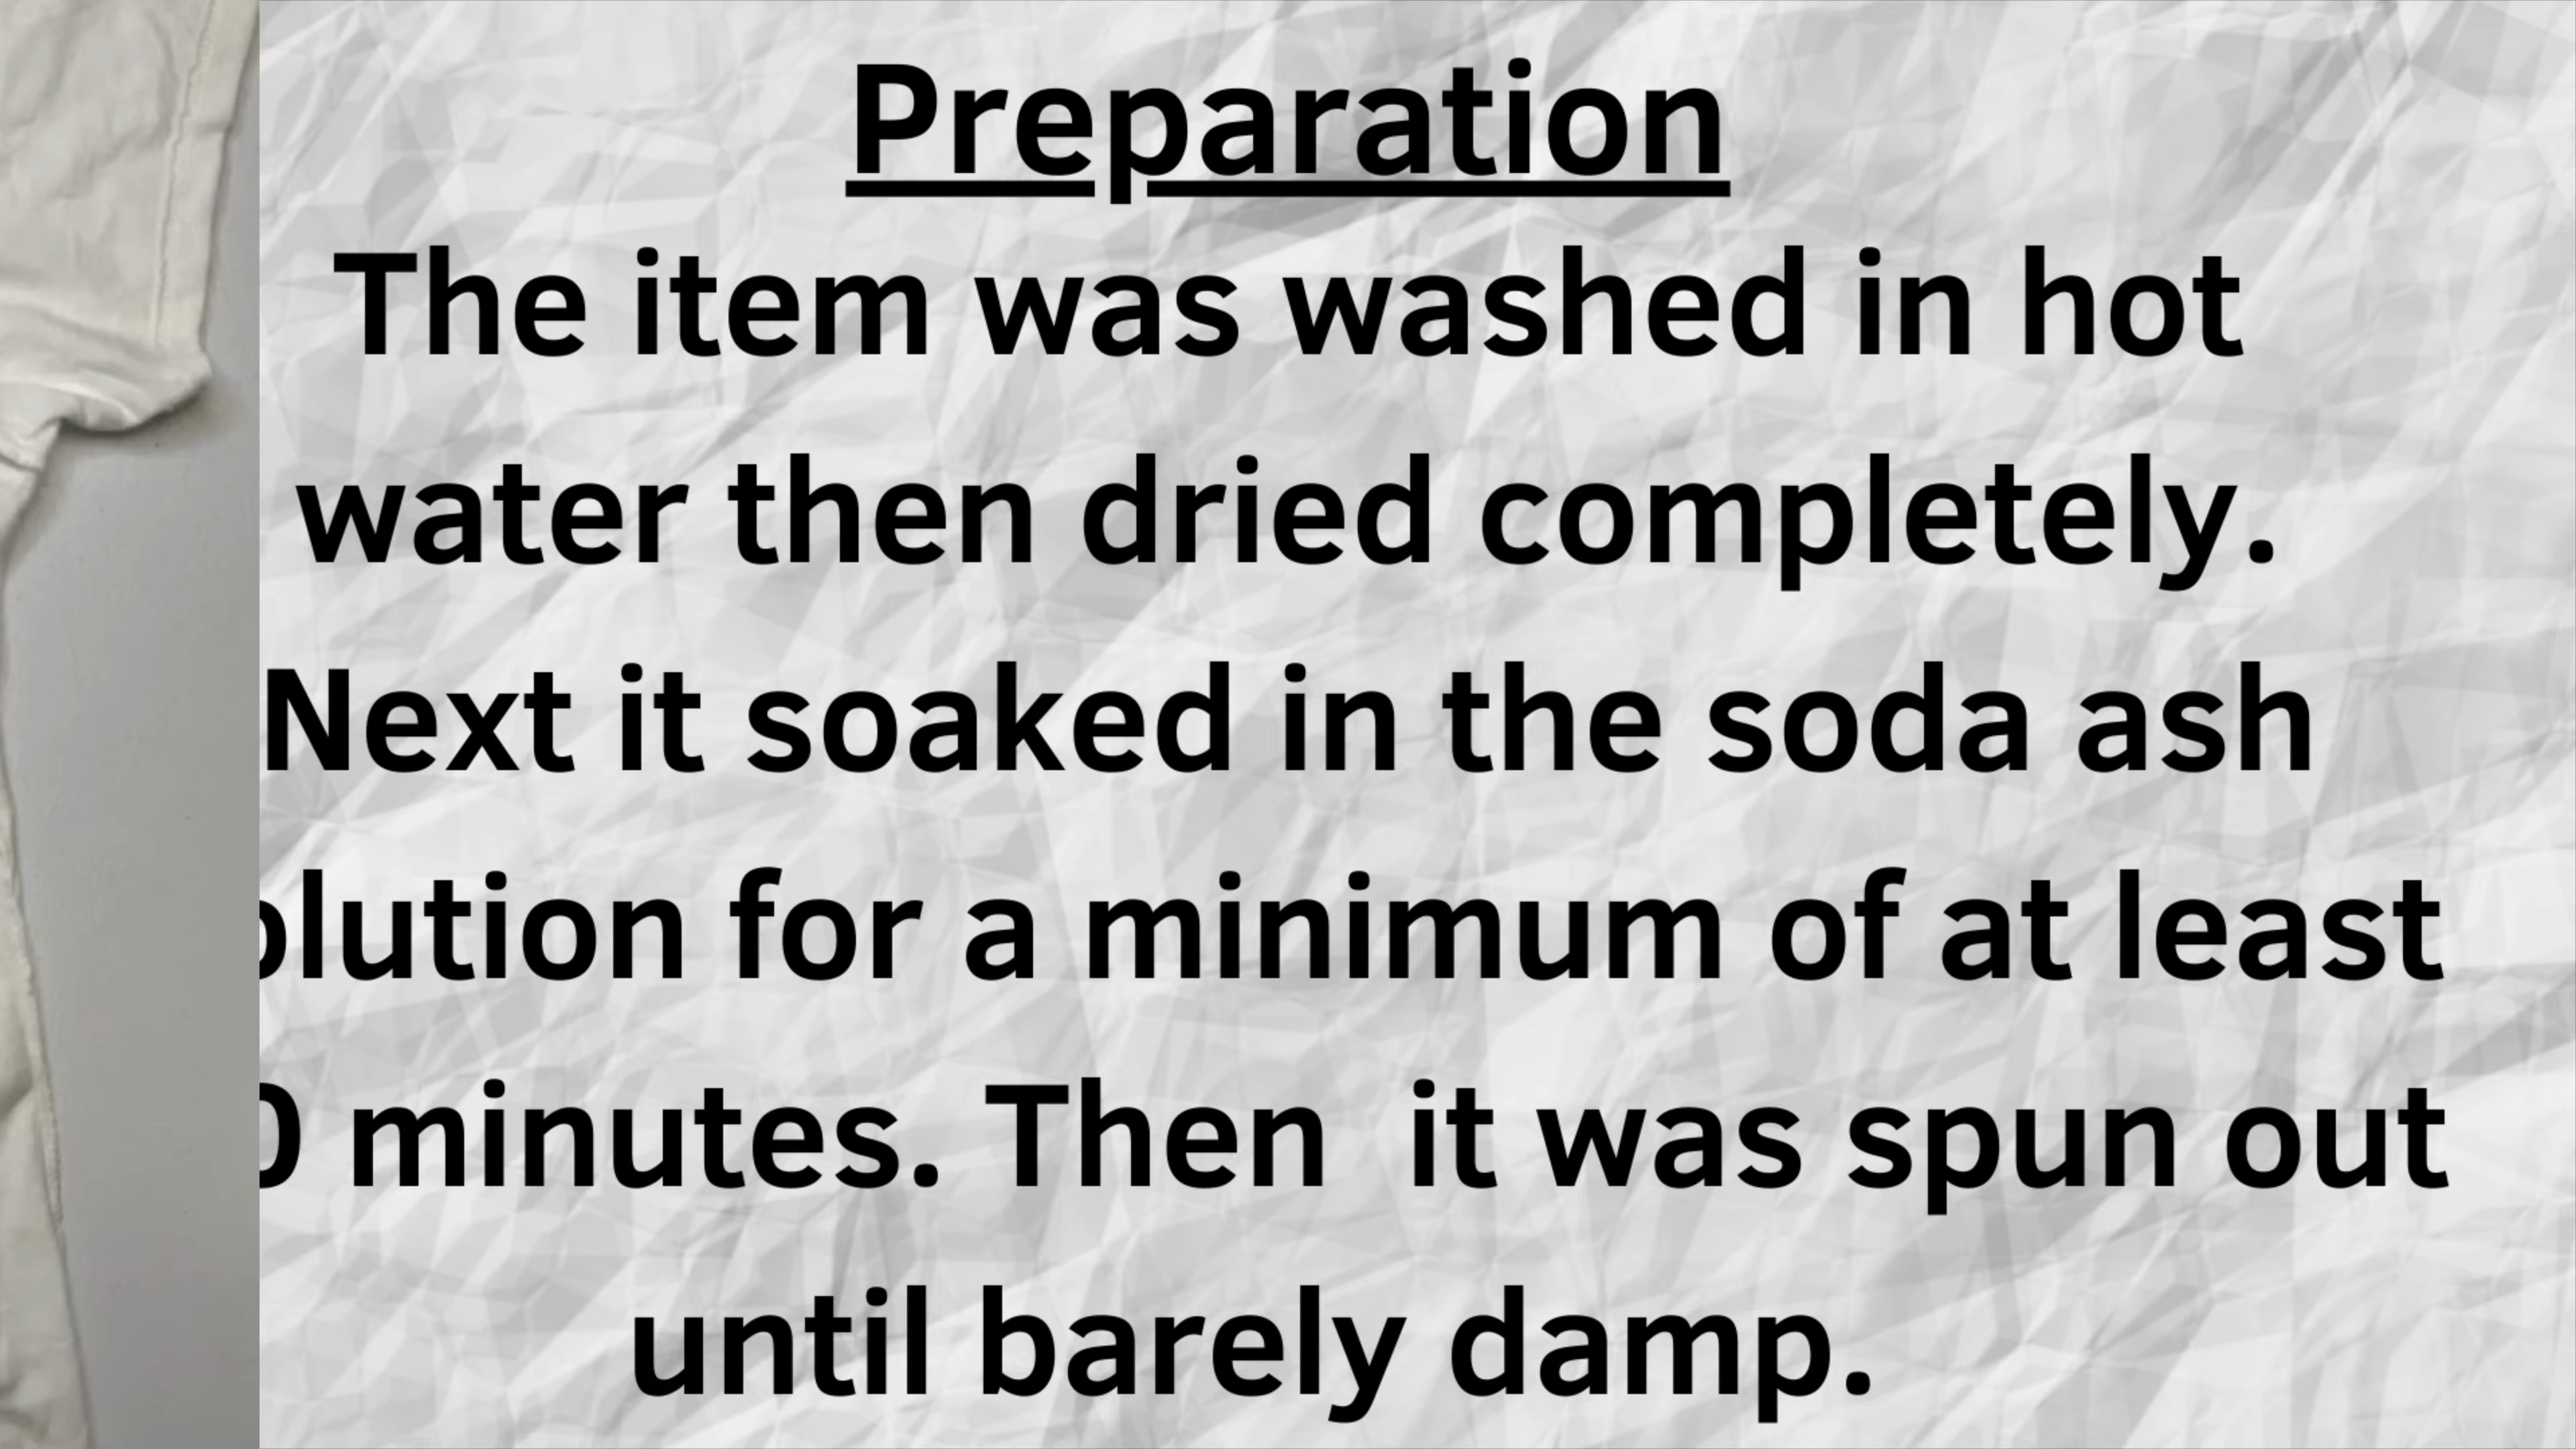 Preparation
The item was washed in hot
water then dried completely.
Next it soaked in the soda ash
for a minimum of at least
minutes. Then it was spun out
until barely damp.